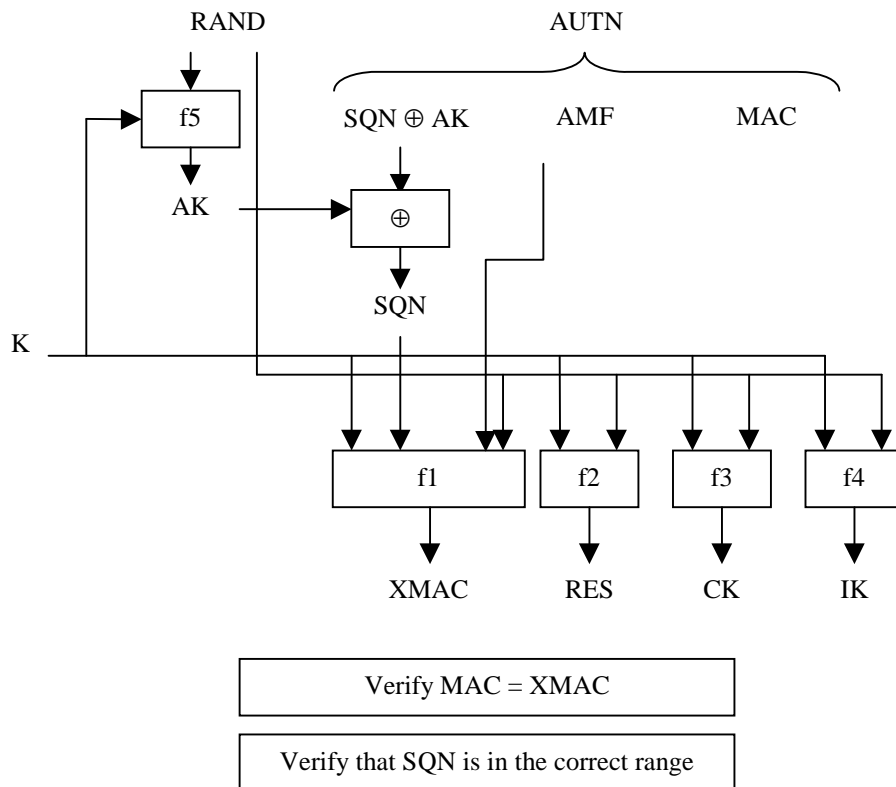 RAND AUTN
f5 SQN ⊕ AK AMF MAC
AK ⊕
SQN
K
f1 f2 f3 f4
XMAC RES CK IK
Verify MAC = XMAC
Verify that SQN is in the correct range